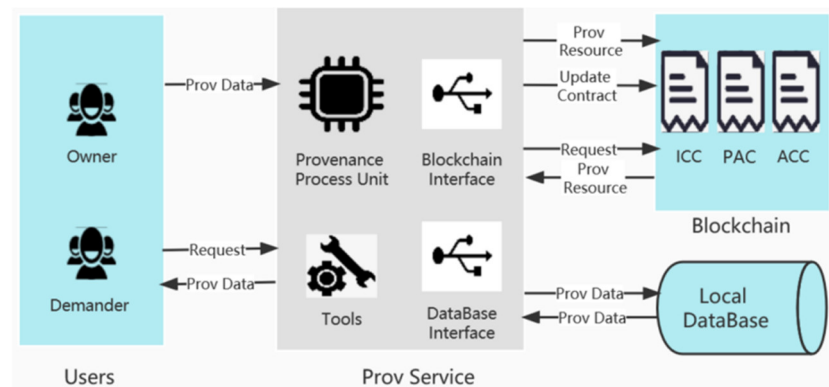 Owner
Demander
Users
Prov Data
Request
Prov Data
Provenance
Process Unit
Blockchain
Interface
Tools
DataBase
Interface
Prov Service
Prov
Resource
Update
Contract
Request
Prov
Resource
ICC
PAC
ACC
Blockchain
Prov Data
Prov Data
Local
DataBase